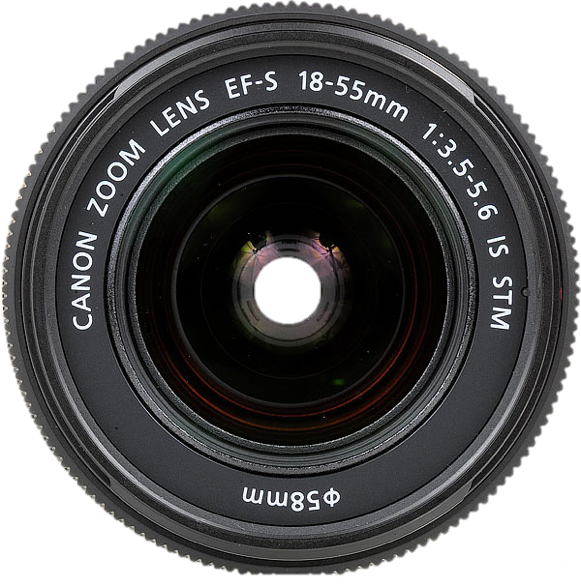 CANON ZOOM LENS EF-S 18-55mm 1:3.5-5.6 IS STM
Φ58mm